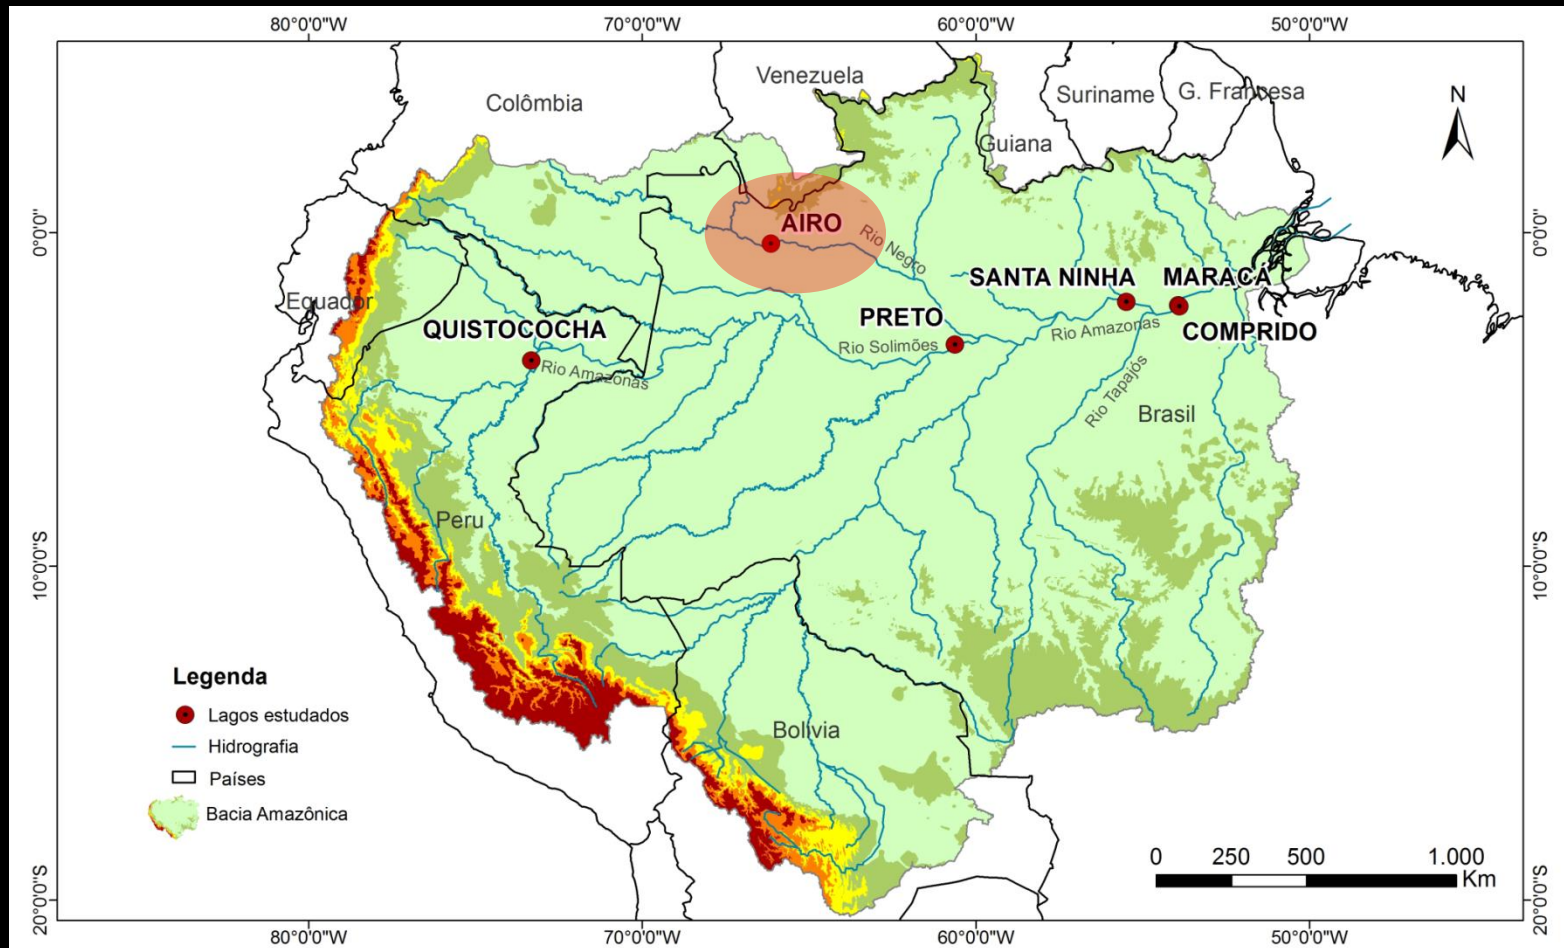 80°0'0"W
70°0'0"W
60°0'0"W
50°0'0"W
Venezuela
Colômbia
Suriname
G. Francesa
N
Guiana
0°0'0"
0°0'0"
AIRO
Rio Negro
SANTA NINHA
MARACÁ
Equador
QUISTOCOCHA
PRETO
COMPRIDO
Rio Amazonas
Rio Solimões
Rio Amazonas
Rio Tapajós
Brasil
Peru
10°0'0"S
10°0'0"S
Legenda
Lagos estudados
Hidrografia
Países
Bacia Amazônica
Bolívia
0 250 500 1.000
Km
20°0'0"S
20°0'0"S
80°0'0"W
70°0'0"W
60°0'0"W
50°0'0"W